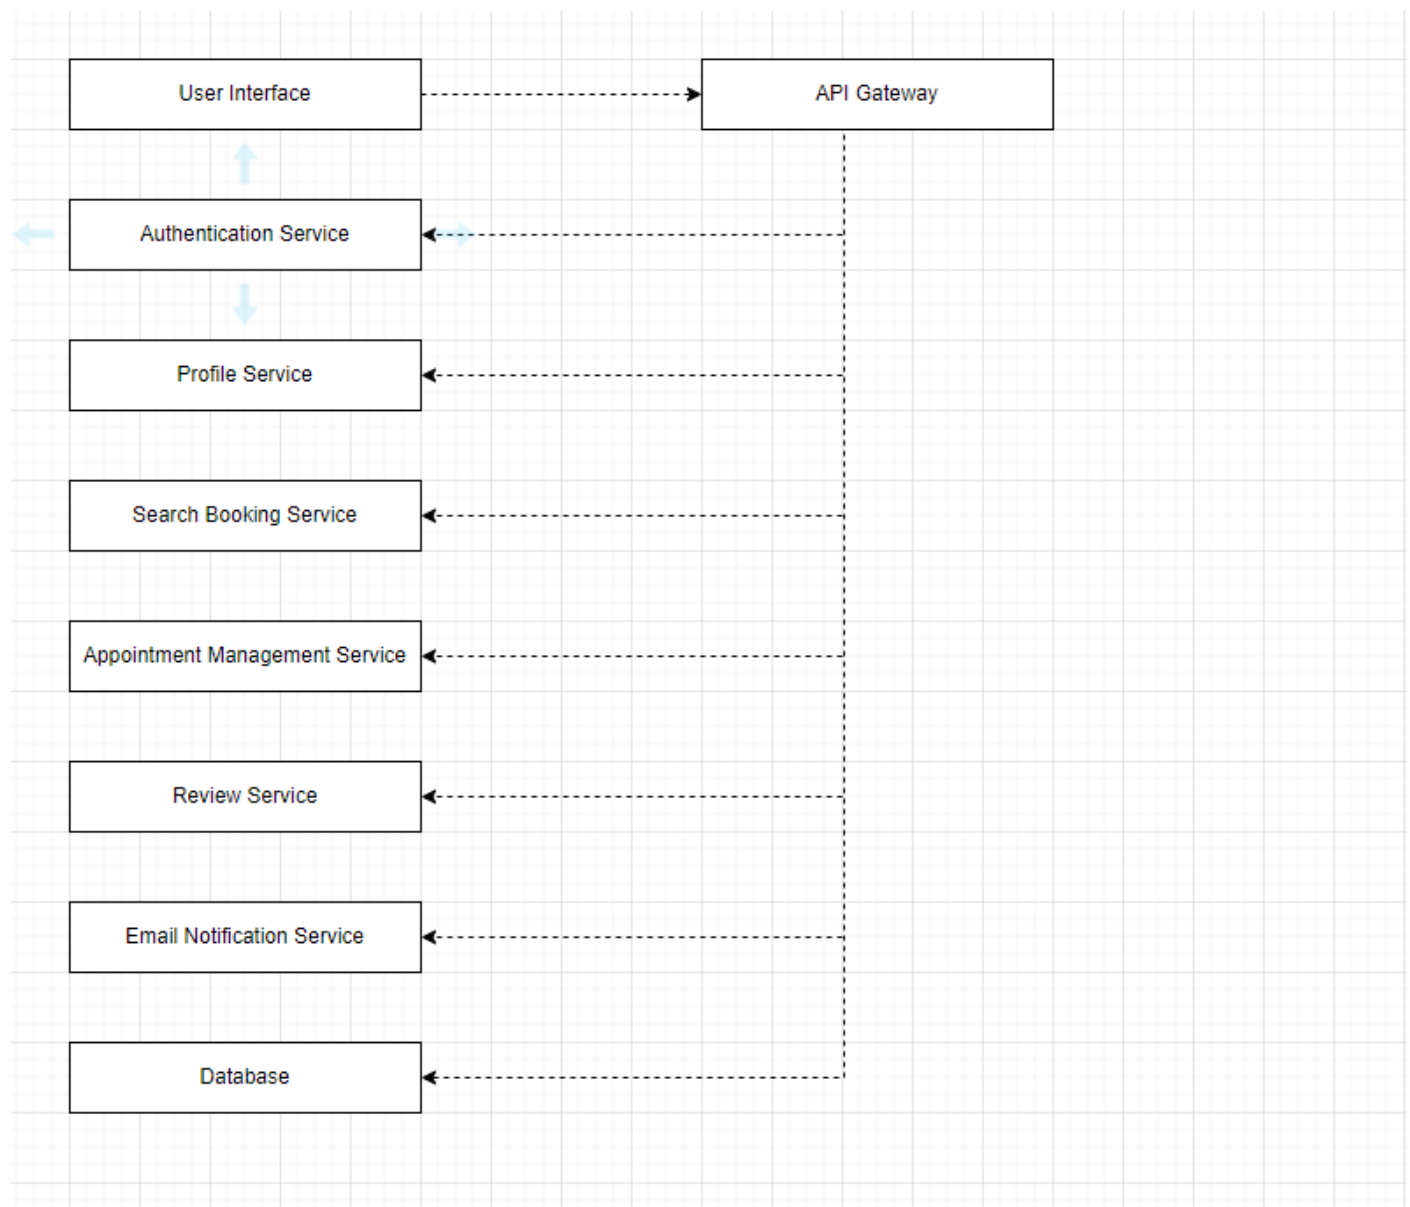 User Interface
API Gateway
Authentication Service
Profile Service
Search Booking Service
Appointment Management Service
Review Service
Email Notification Service
Database